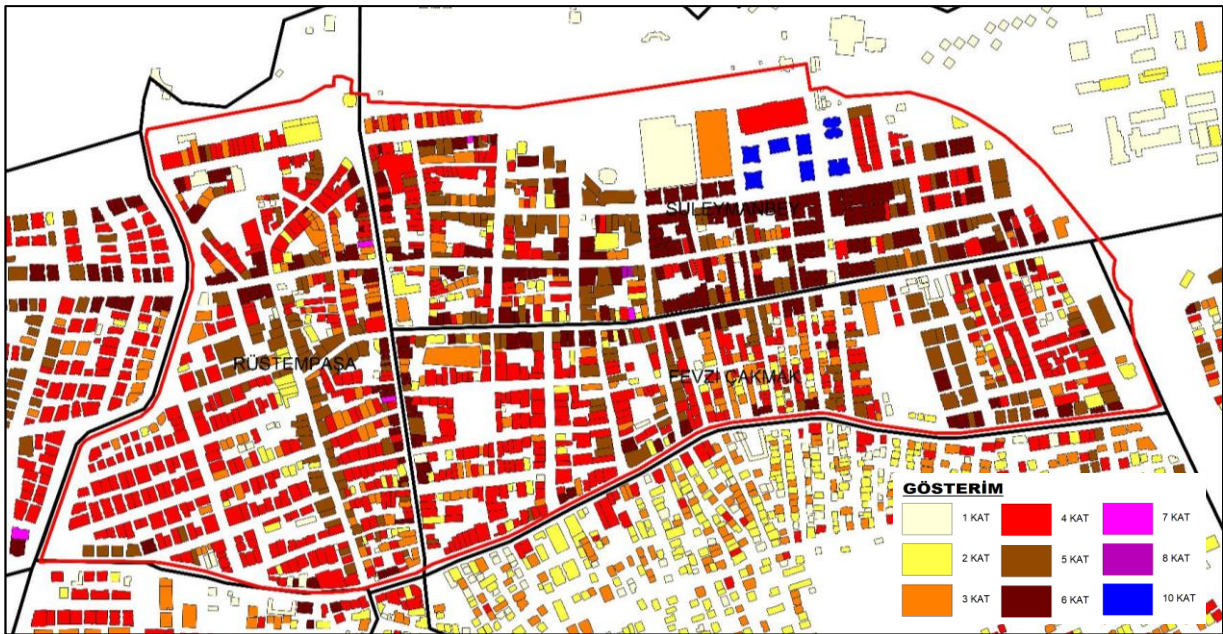 SÜLEYMANBEY
RÜSTEMPAŞA
FEVZİ ÇAKMAK
GÖSTERİM
1 KAT
4 KAT
7 KAT
2 KAT
5 KAT
8 KAT
3 KAT
6 KAT
10 KAT